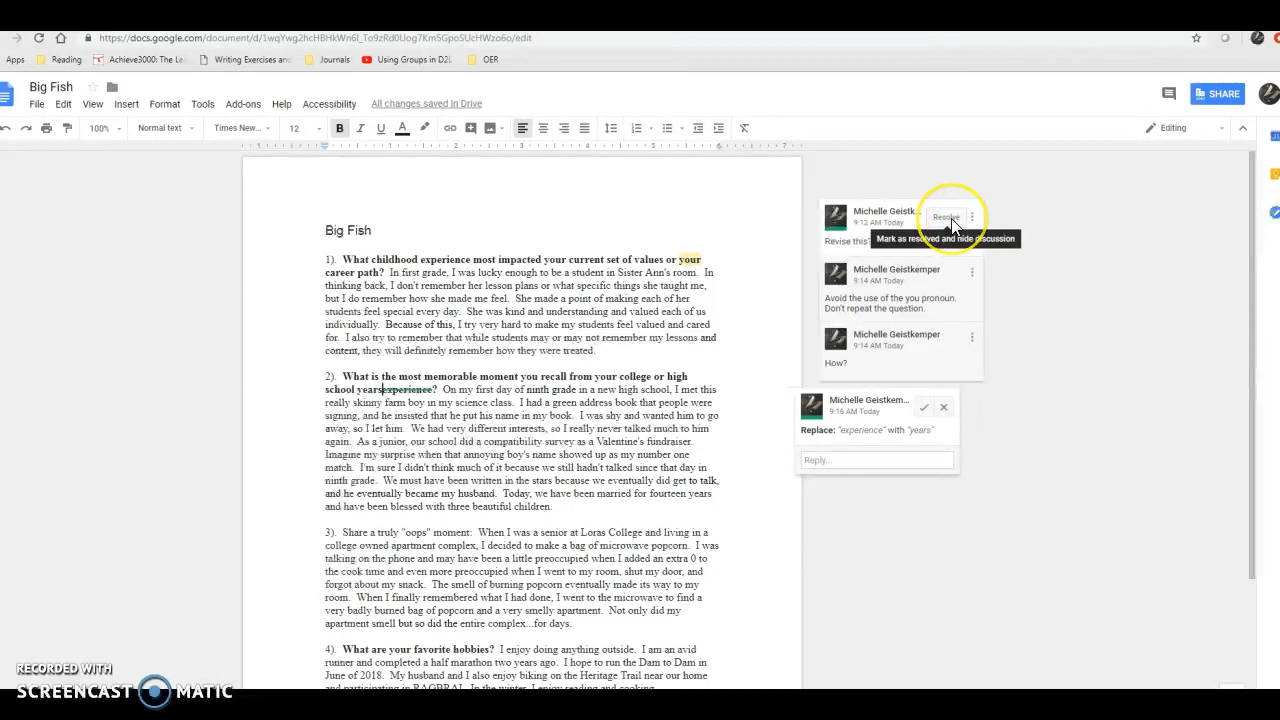 https://docs.google.com/document/d/1wqYwg2hcHBHkWn6I_To9zRd0Uog7Km5GpoSUcHWzo6o/edit
Apps Reading Achieve3000: The Le Writing Exercises and Journals Using Groups in D2L OER
Big Fish
File Edit View Insert Format Tools Add-ons Help Accessibility All changes saved in Drive
SHARE
100% Normal text Times New... 12 B I U A Editing
1 1 2 3 4 5 6 7
Big Fish
1). What childhood experience most impacted your current set of values or your
career path? In first grade, I was lucky enough to be a student in Sister Ann's room. In
thinking back, I don't remember her lesson plans or what specific things she taught me,
but I do remember how she made me feel. She made a point of making each of her
students feel special every day. She was kind and understanding and valued each of us
individually. Because of this, I try very hard to make my students feel valued and cared
for. I also try to remember that while students may or may not remember my lessons and
content, they will definitely remember how they were treated.
2). What is the most memorable moment you recall from your college or high
school yearsexperience? On my first day of ninth grade in a new high school, I met this
really skinny farm boy in my science class. I had a green address book that people were
signing, and he insisted that he put his name in my book. I was shy and wanted him to go
away, so I let him. We had very different interests, so I really never talked much to him
again. As a junior, our school did a compatibility survey as a Valentine's fundraiser.
Imagine my surprise when that annoying boy's name showed up as my number one
match. I'm sure I didn't think much of it because we still hadn't talked since that day in
ninth grade. We must have been written in the stars because we eventually did get to talk,
and he eventually became my husband. Today, we have been married for fourteen years
and have been blessed with three beautiful children.
3). Share a truly "oops" moment: When I was a senior at Loras College and living in a
college owned apartment complex, I decided to make a bag of microwave popcorn. I was
talking on the phone and may have been a little preoccupied when I added an extra 0 to
the cook time and even more preoccupied when I went to my room, shut my door, and
forgot about my snack. The smell of burning popcorn eventually made its way to my
room. When I finally remembered what I had done, I went to the microwave to find a
very badly burned bag of popcorn and a very smelly apartment. Not only did my
apartment smell but so did the entire complex...for days.
4). What are your favorite hobbies? I enjoy doing anything outside. I am an avid
runner and completed a half marathon two years ago. I hope to run the Dam to Dam in
June of 2018. My husband and I also enjoy biking on the Heritage Trail near our home
and participating in RAGBRAI. In the winter, I enjoy reading and cooking.
Michelle Geistk...
9:12 AM Today
Resolve
Mark as resolved and hide discussion
Revise this?
Michelle Geistkemper
9:14 AM Today
Avoid the use of the you pronoun.
Don't repeat the question.
Michelle Geistkemper
9:14 AM Today
How?
Michelle Geistkem...
9:16 AM Today
Replace: "experience" with "years"
Reply...
RECORDED WITH
SCREENCAST MATIC